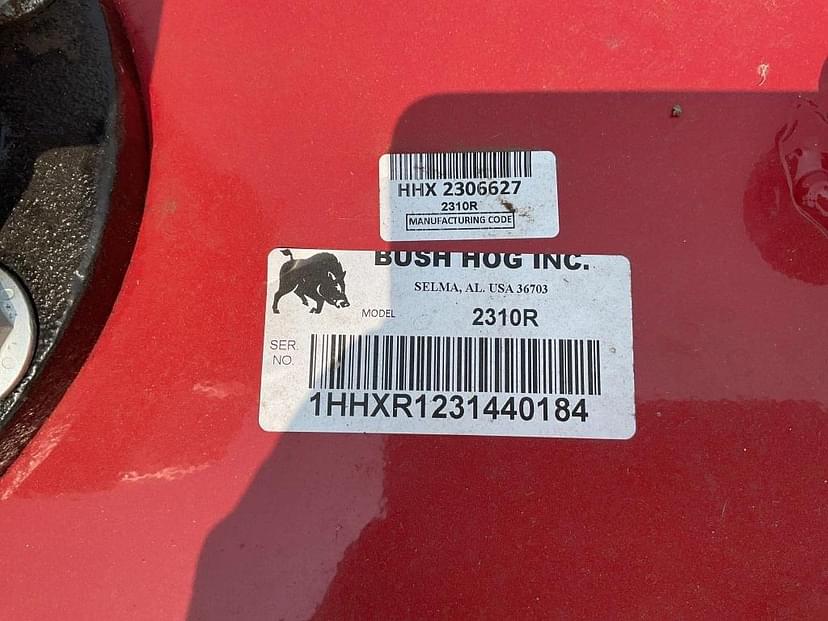 HHX 2306627
2310R
MANUFACTURING CODE
BUSH HOG INC.
SELMA, AL. USA 36703
MODEL 2310R
SER. NO.
1HHXR1231440184